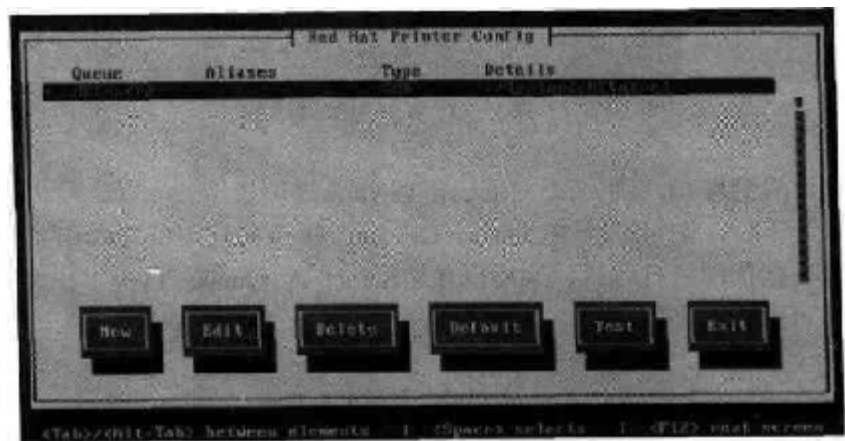 Red Hat Printer Config
Queue Aliases Type Details
New Edit Delete Default Test Exit
<Tab>/<Alt-Tab> between elements | <Space> selects | <F12> next screen